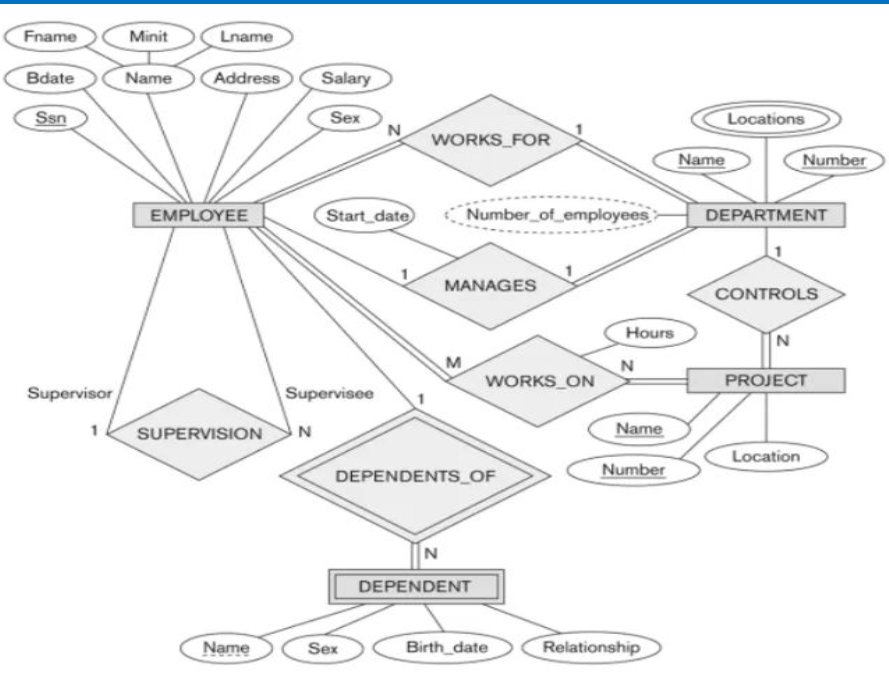 Fname Minit Lname
Bdate Name Address Salary
Ssn Sex N WORKS_FOR 1 Locations
Name Number
EMPLOYEE Start_date Number_of_employees DEPARTMENT
1 MANAGES 1 1
CONTROLS
Hours N
M WORKS_ON N PROJECT
Supervisor Supervisee 1
1 SUPERVISION N Name
Number Location
DEPENDENTS_OF
N
DEPENDENT
Name Sex Birth_date Relationship